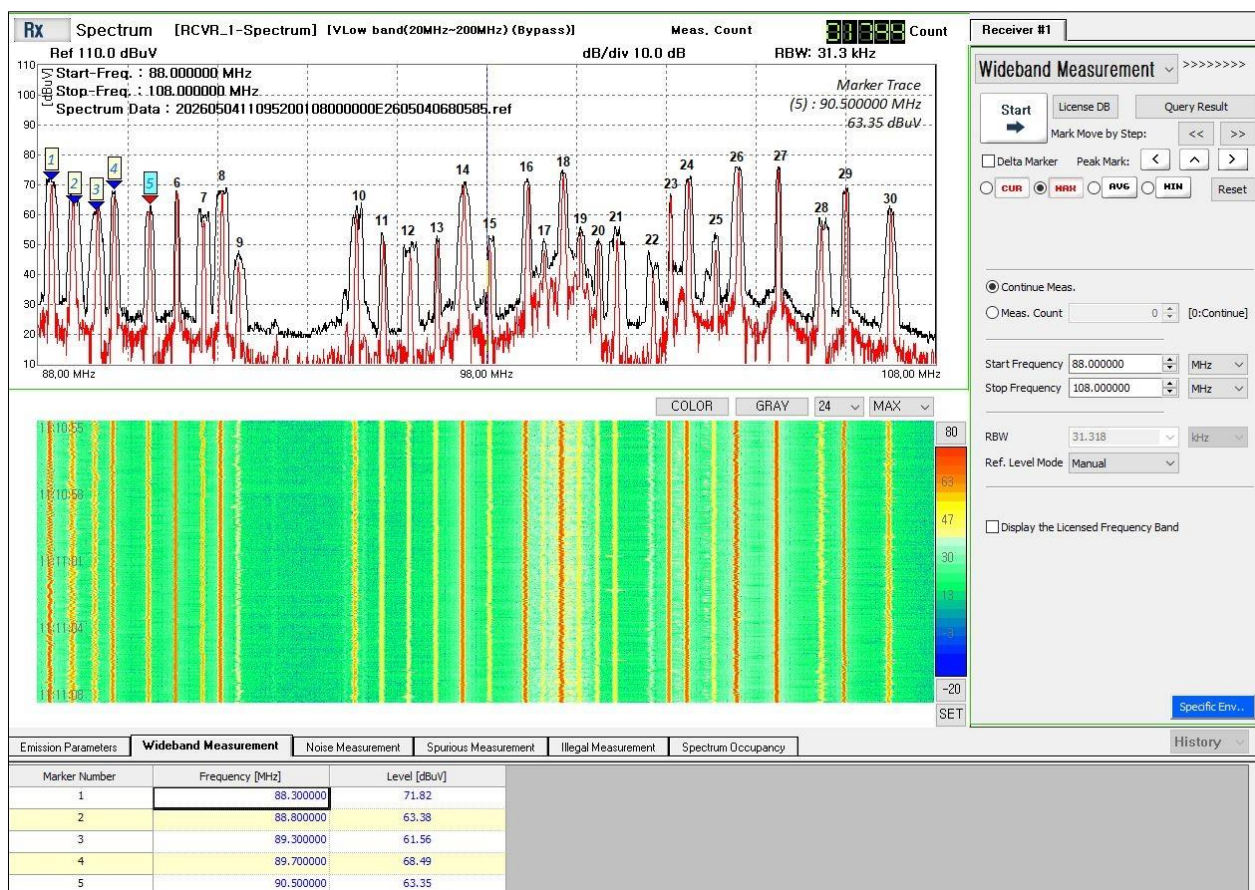 Rx Spectrum [RCVR_1-Spectrum] [VLow band(20MHz~200MHz) (Bypass)] Meas. Count 31344 Count
Ref 110.0 dBuV dB/div 10.0 dB RBW: 31.3 kHz
[dBuV]
Start-Freq. : 88.000000 MHz
Stop-Freq. : 108.000000 MHz
Spectrum Data : 20260504110952001080000000E2605040680585.ref
Marker Trace
(5) : 90.500000 MHz
63.35 dBuV
110
100
90
80
70
60
50
40
30
20
10
1 2 3 4 5 6 7 8 9 10 11 12 13 14 15 16 17 18 19 20 21 22 23 24 25 26 27 28 29 30
88,00 MHz 98,00 MHz 108,00 MHz
COLOR GRAY 24 MAX
11:10:55
11:10:58
11:11:01
11:11:04
11:11:08
80
63
47
30
13
-3
-20
SET
Receiver #1
Wideband Measurement >>>>>>>>
Start License DB Query Result
Mark Move by Step: << >>
Delta Marker Peak Mark: < ^ >
CUR MAX AVG MIN Reset
Continue Meas.
Meas. Count 0 [0:Continue]
Start Frequency 88.000000 MHz
Stop Frequency 108.000000 MHz
RBW 31.318 kHz
Ref. Level Mode Manual
Display the Licensed Frequency Band
Specific Env..
Emission Parameters Wideband Measurement Noise Measurement Spurious Measurement Illegal Measurement Spectrum Occupancy History
Marker Number Frequency [MHz] Level [dBuV]
1 88.300000 71.82
2 88.800000 63.38
3 89.300000 61.56
4 89.700000 68.49
5 90.500000 63.35